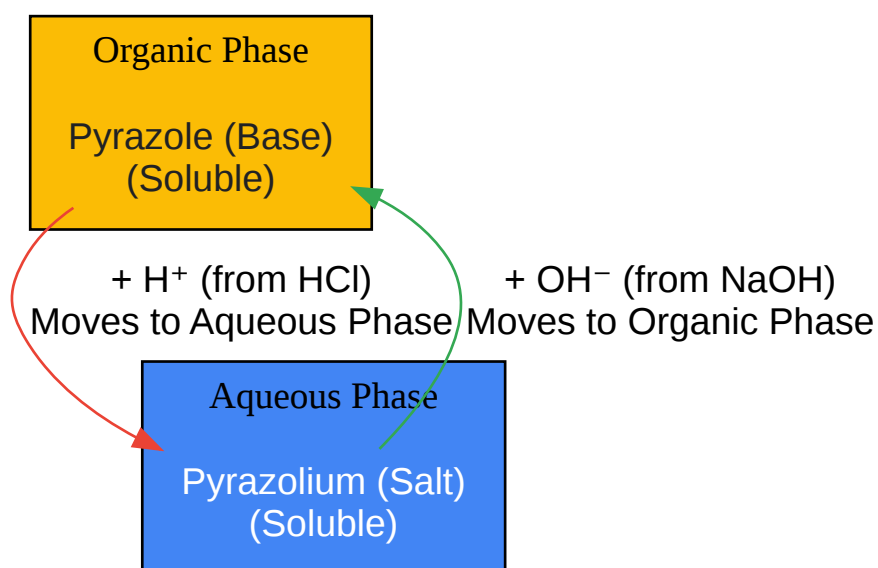 Organic Phase
Pyrazole (Base)
(Soluble)
+ H⁺ (from HCl)
Moves to Aqueous Phase
+ OH⁻ (from NaOH)
Moves to Organic Phase
Aqueous Phase
Pyrazolium (Salt)
(Soluble)